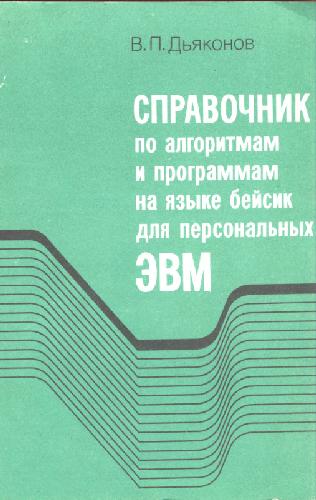 В.П.Дьяконов
СПРАВОЧНИК
по алгоритмам
и программам
на языке бейсик
для персональных
ЭВМ